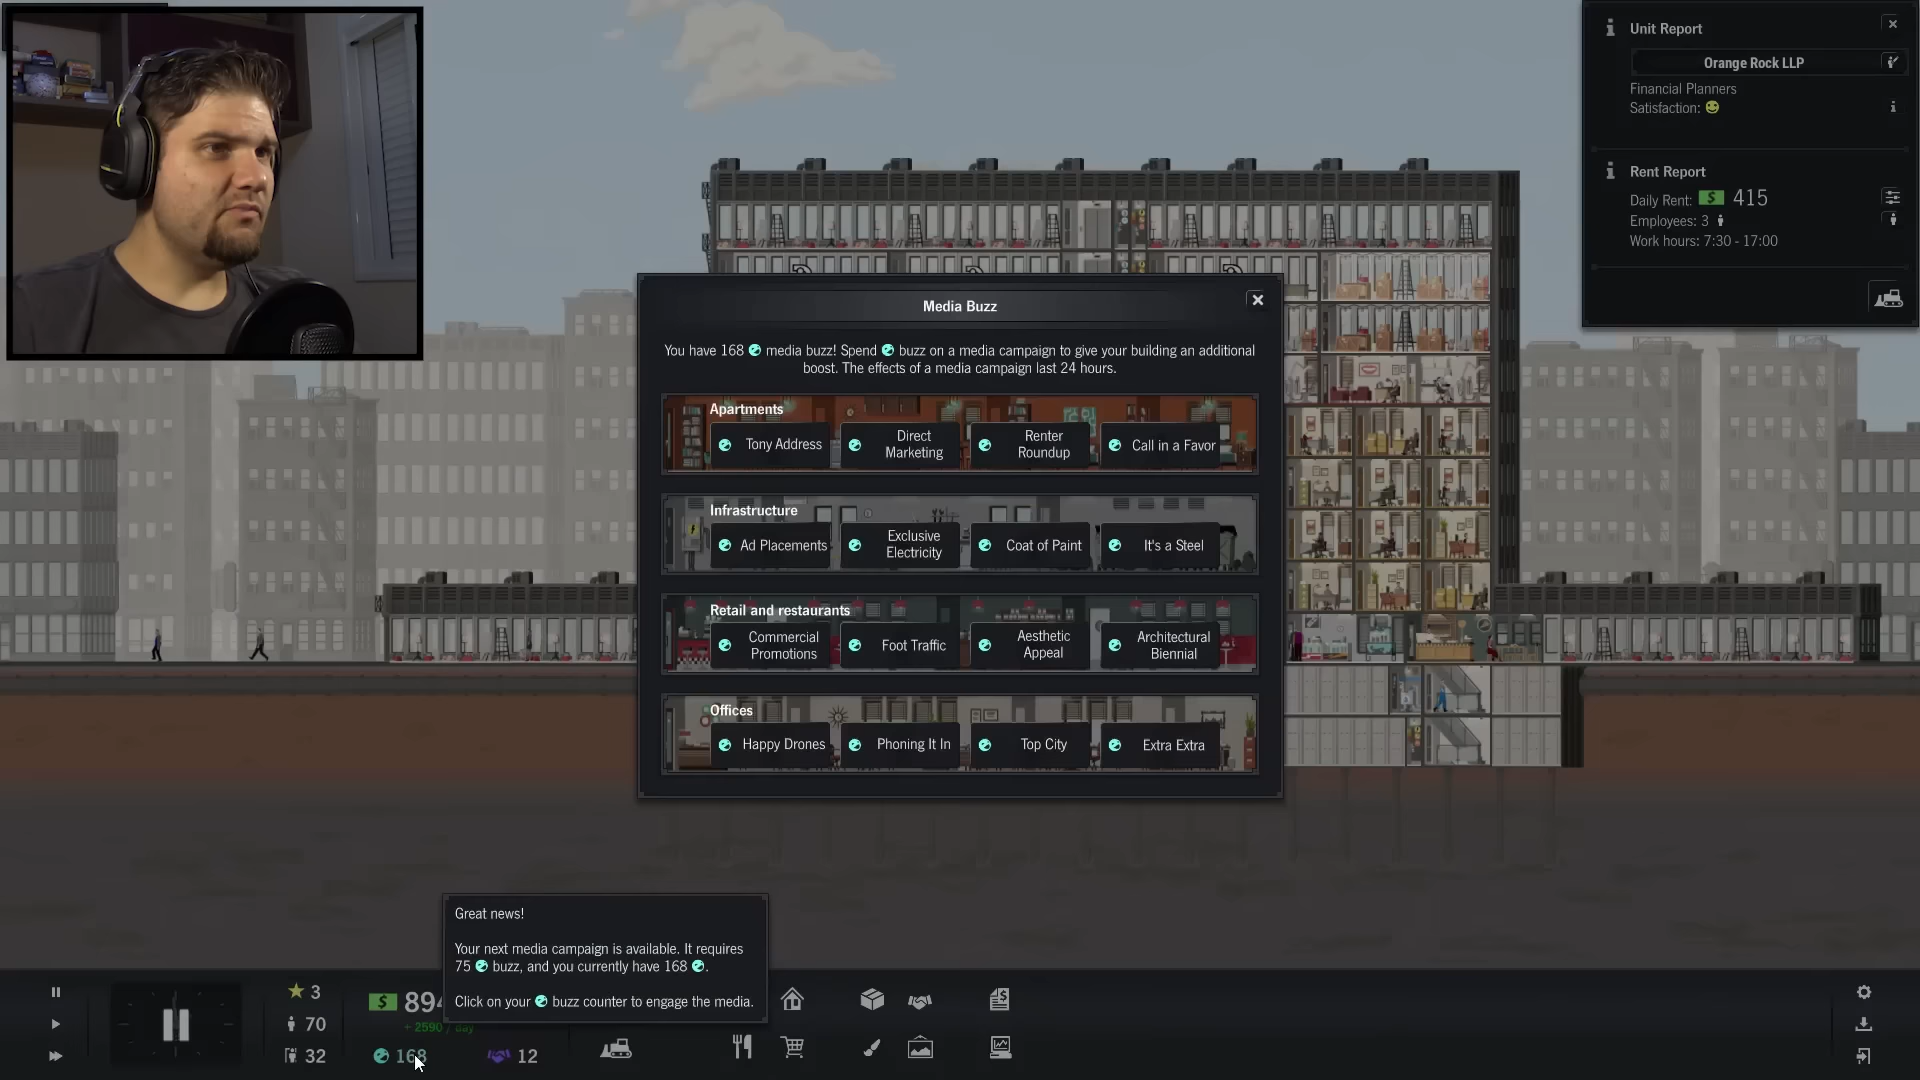 Unit Report
Orange Rock LLP
Financial Planners
Satisfaction:
Rent Report
Daily Rent: $ 415
Employees: 3
Work hours: 7:30 - 17:00
Media Buzz
You have 168 media buzz! Spend buzz on a media campaign to give your building an additional
boost. The effects of a media campaign last 24 hours.
Apartments
Tony Address
Direct
Marketing
Renter
Roundup
Call in a Favor
Infrastructure
Ad Placements
Exclusive
Electricity
Coat of Paint
It's a Steel
Retail and restaurants
Commercial
Promotions
Foot Traffic
Aesthetic
Appeal
Architectural
Biennial
Offices
Happy Drones
Phoning It In
Top City
Extra Extra
Great news!
Your next media campaign is available. It requires
75 buzz, and you currently have 168 .
Click on your buzz counter to engage the media.
3
70
32
$ 894
+ 2590 / day
168
12